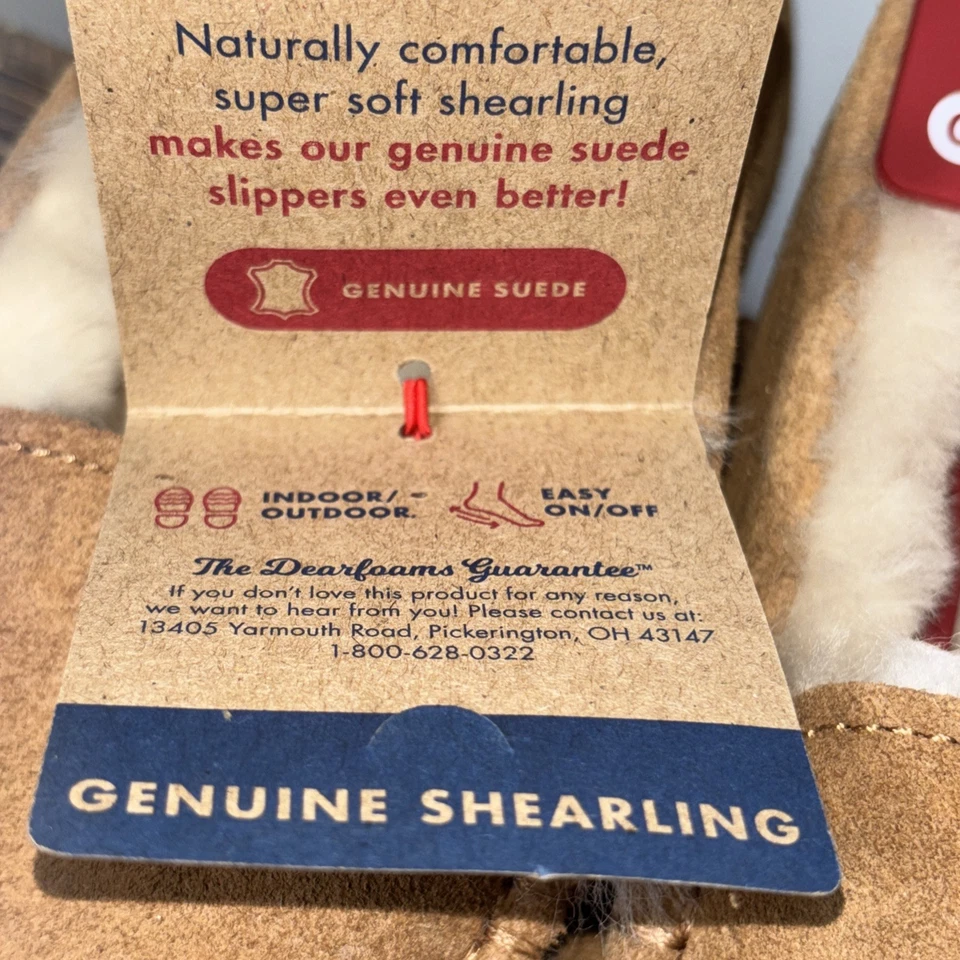 Naturally comfortable,
super soft shearling
makes our genuine suede
slippers even better!
GENUINE SUEDE
INDOOR/
OUTDOOR.
EASY
ON/OFF
The Dearfoams Guarantee™
If you don't love this product for any reason,
we want to hear from you! Please contact us at:
13405 Yarmouth Road, Pickerington, OH 43147
1-800-628-0322
GENUINE SHEARLING